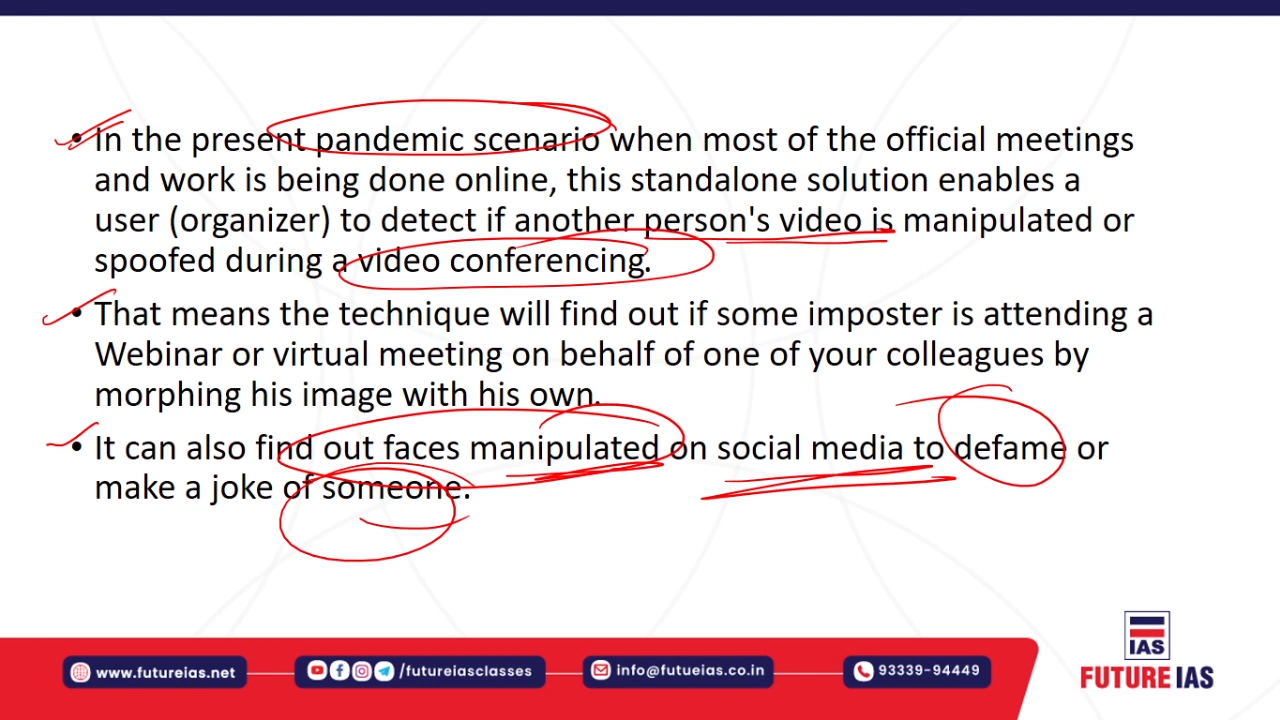 • In the present pandemic scenario when most of the official meetings
and work is being done online, this standalone solution enables a
user (organizer) to detect if another person's video is manipulated or
spoofed during a video conferencing.
• That means the technique will find out if some imposter is attending a
Webinar or virtual meeting on behalf of one of your colleagues by
morphing his image with his own.
• It can also find out faces manipulated on social media to defame or
make a joke of someone.
IAS
FUTURE IAS
www.futureias.net
/futureiasclasses
info@futueias.co.in
93339-94449